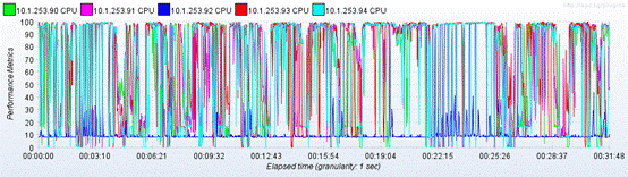 10.1.253.90 CPU 10.1.253.91 CPU 10.1.253.92 CPU 10.1.253.93 CPU 10.1.253.94 CPU
Performance Metrics
100
90
80
70
60
50
40
30
20
10
0
00:00:00 00:03:10 00:06:21 00:09:32 00:12:43 00:15:54 00:19:04 00:22:15 00:25:26 00:28:37 00:31:48
Elapsed time (granularity: 1 sec)